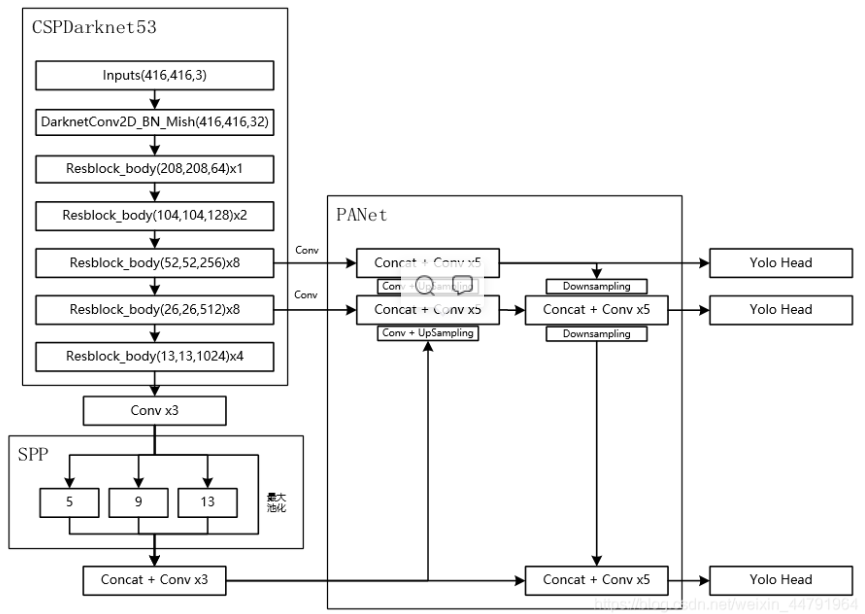 CSPDarknet53
Inputs(416,416,3)
DarknetConv2D_BN_Mish(416,416,32)
Resblock_body(208,208,64)x1
Resblock_body(104,104,128)x2
Resblock_body(52,52,256)x8
Resblock_body(26,26,512)x8
Resblock_body(13,13,1024)x4
Conv x3
SPP
5
9
13
最大
池化
Concat + Conv x3
Conv
Conv
PANet
Concat + Conv x5
Conv + UpSampling
Concat + Conv x5
Conv + UpSampling
Downsampling
Concat + Conv x5
Downsampling
Concat + Conv x5
Yolo Head
Yolo Head
Yolo Head
https://blog.csdn.net/weixin_44791964